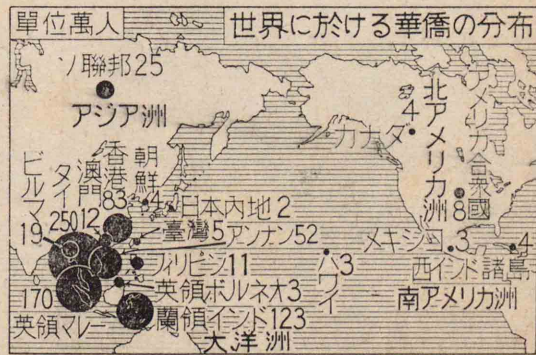 單位萬人
世界に於ける華僑の分布
ソ聯邦25
アジア洲
カナダ
4
北アメリカ洲
アメリカ合衆國
8
ビルマ
19
タイ
250
澳門
12
香港
83
朝鮮
4
日本內地2
臺灣5
アンナン52
フィリピン11
英領ボルネオ3
蘭領インド123
170
英領マレー
大洋洲
ハワイ
3
メキシコ
3
4
西インド諸島
南アメリカ洲